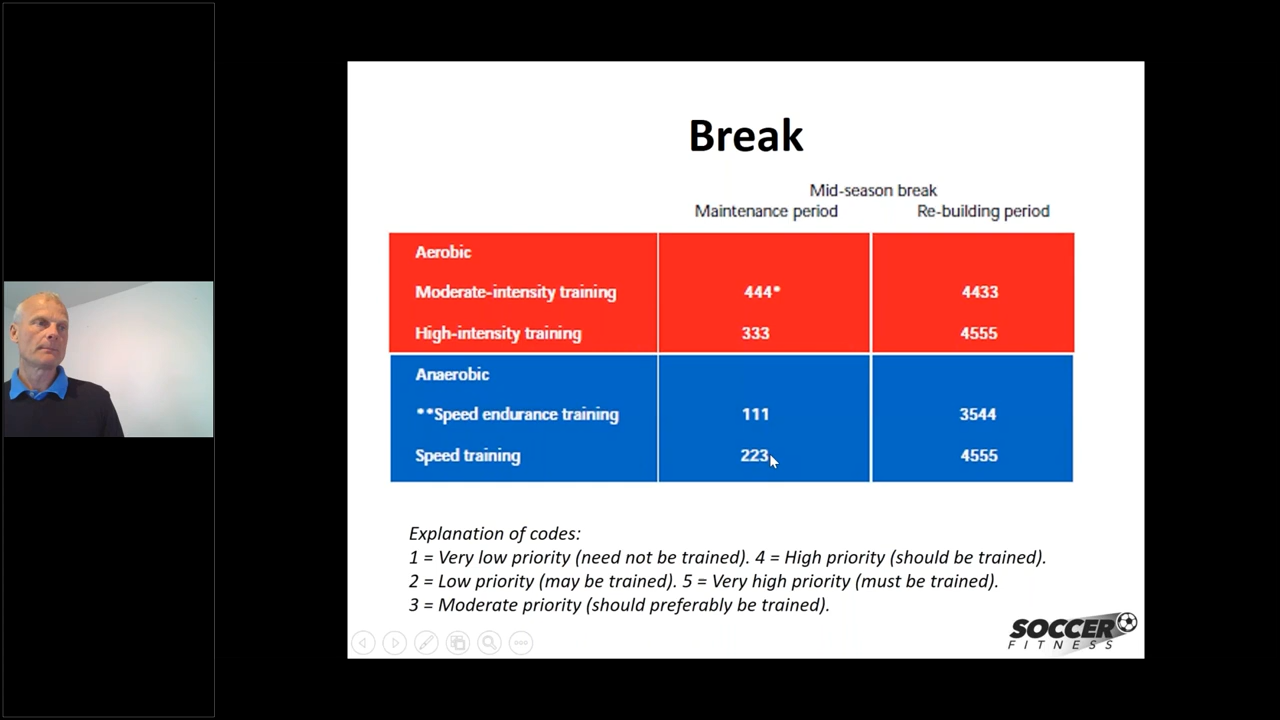 Break
Mid-season break
Maintenance period Re-building period
Aerobic
Moderate-intensity training 444* 4433
High-intensity training 333 4555
Anaerobic
**Speed endurance training 111 3544
Speed training 223 4555
Explanation of codes:
1 = Very low priority (need not be trained). 4 = High priority (should be trained).
2 = Low priority (may be trained). 5 = Very high priority (must be trained).
3 = Moderate priority (should preferably be trained).
SOCCER
FITNESS